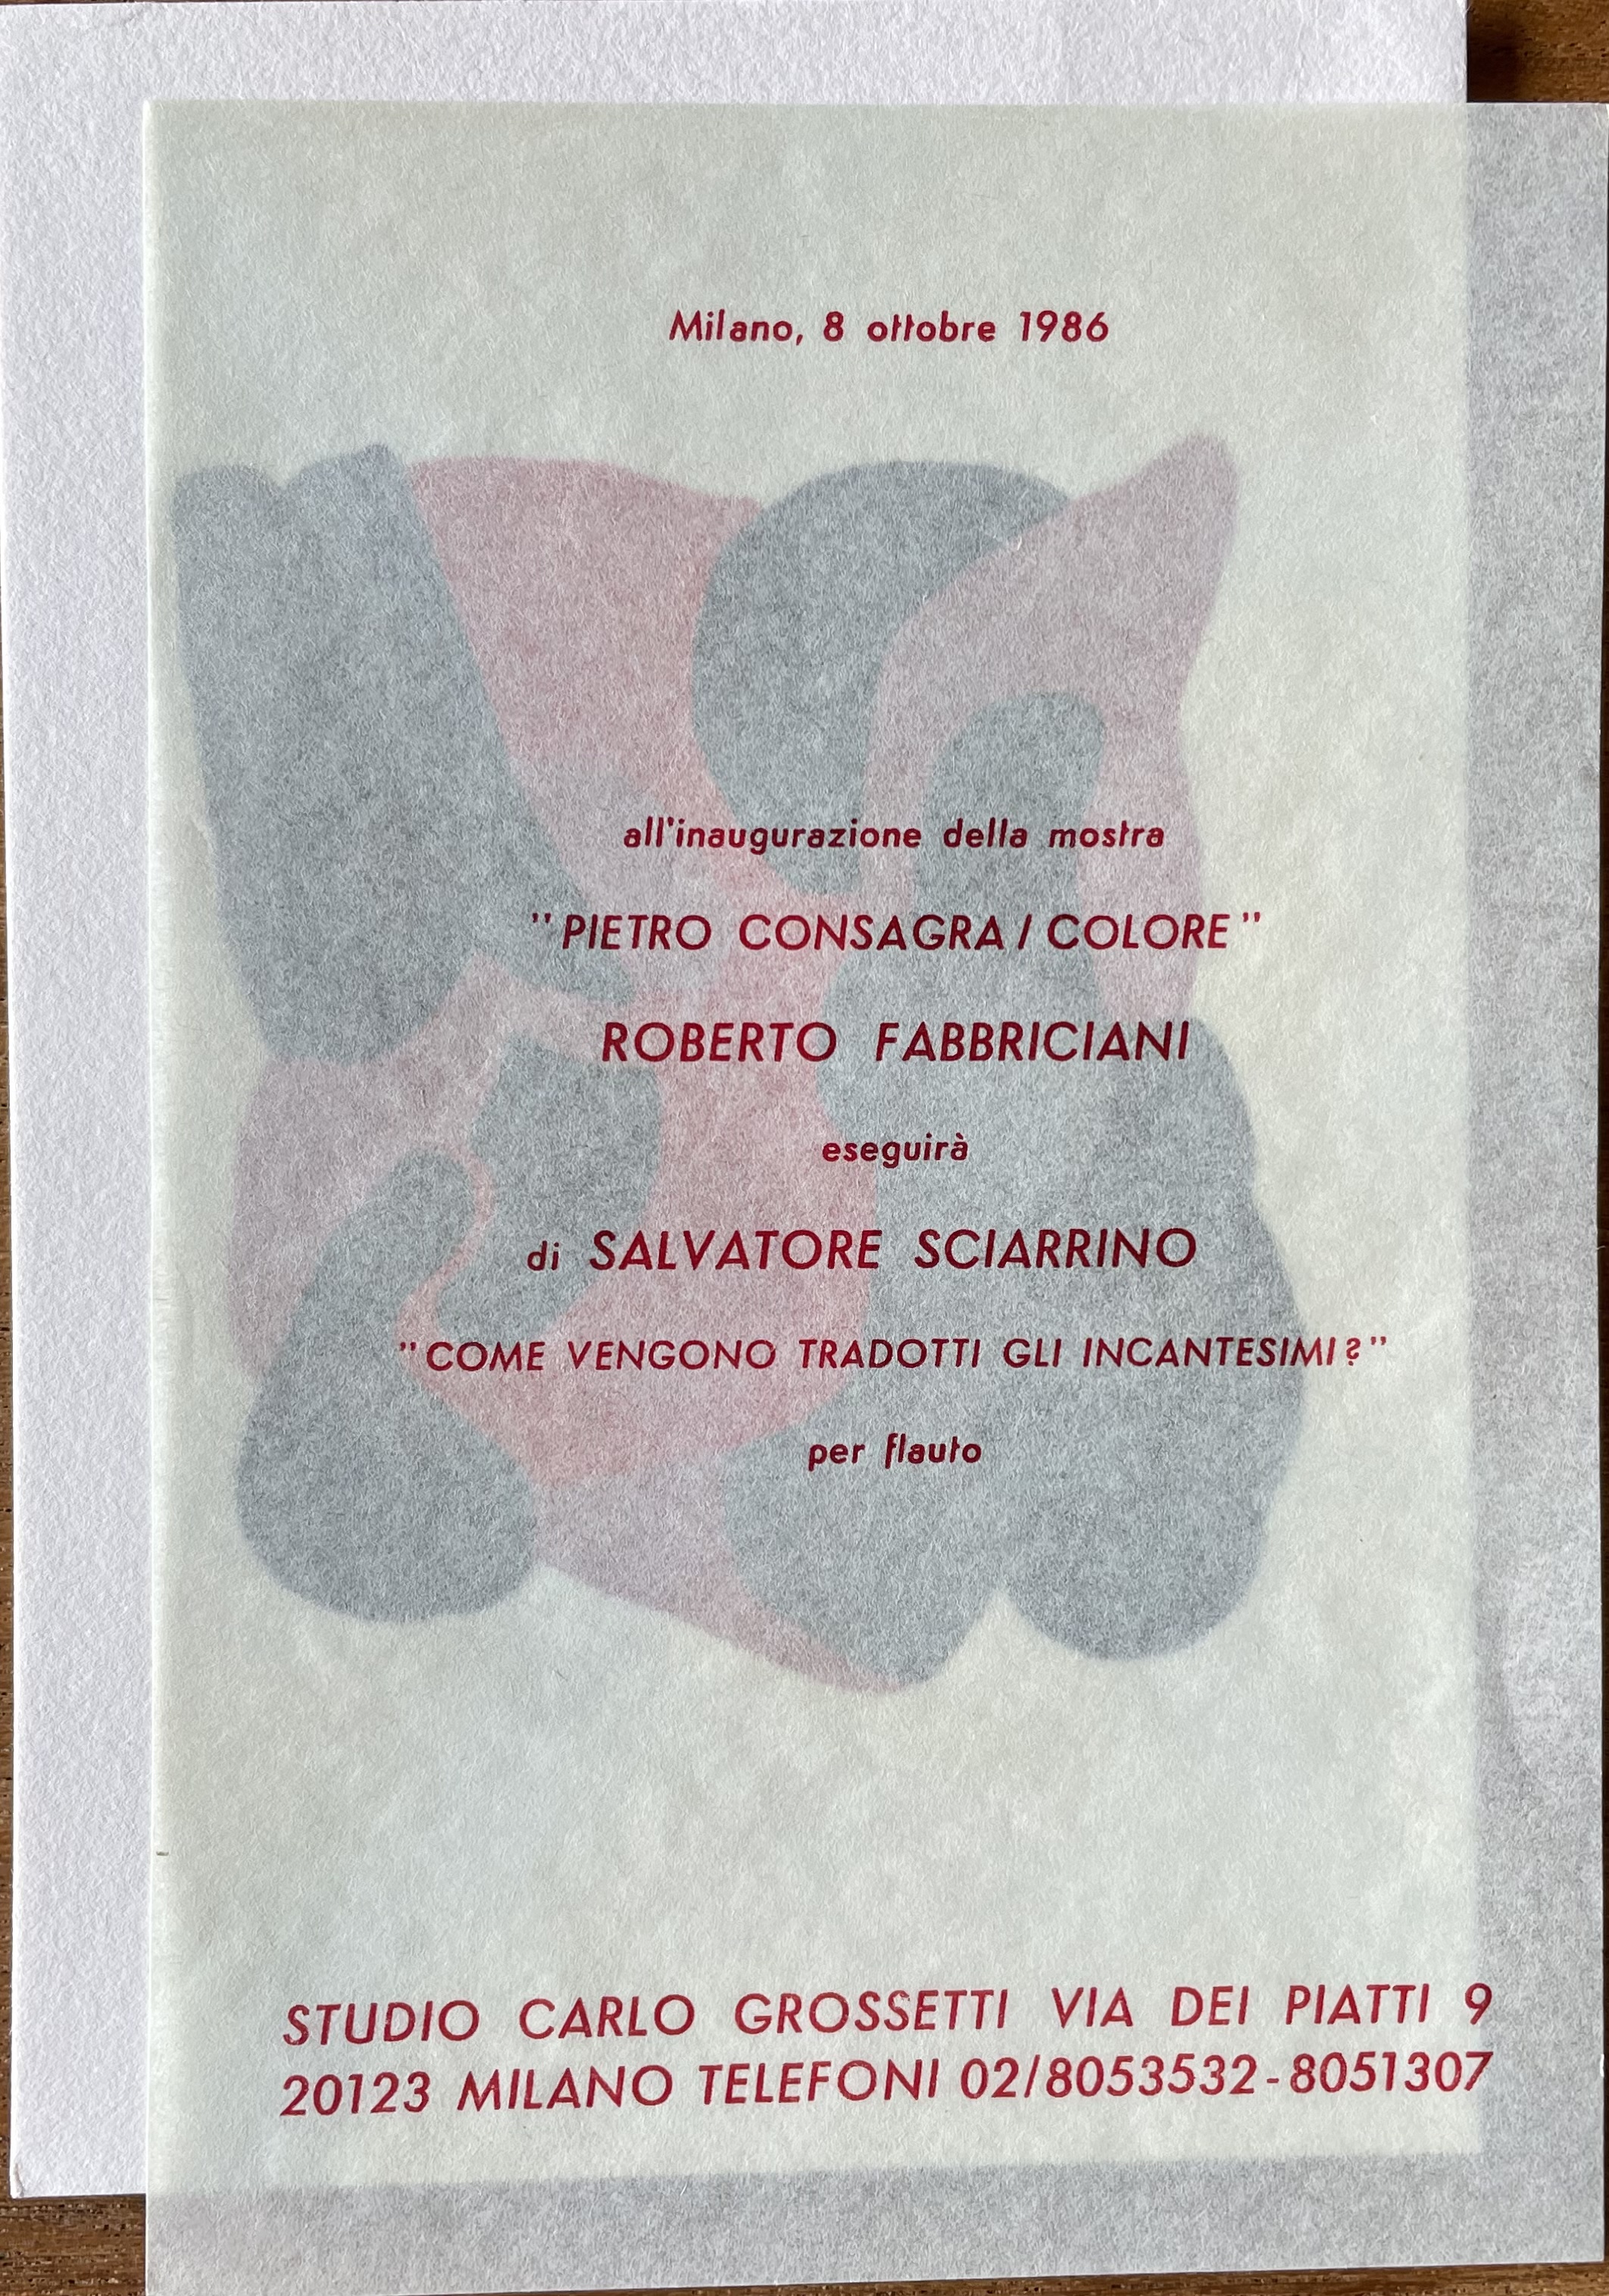 Milano, 8 ottobre 1986
all'inaugurazione della mostra
"PIETRO CONSAGRA / COLORE"
ROBERTO FABBRICIANI
eseguirà
di SALVATORE SCIARRINO
"COME VENGONO TRADOTTI GLI INCANTESIMI?"
per flauto
STUDIO CARLO GROSSETTI VIA DEI PIATTI 9
20123 MILANO TELEFONI 02/8053532-8051307